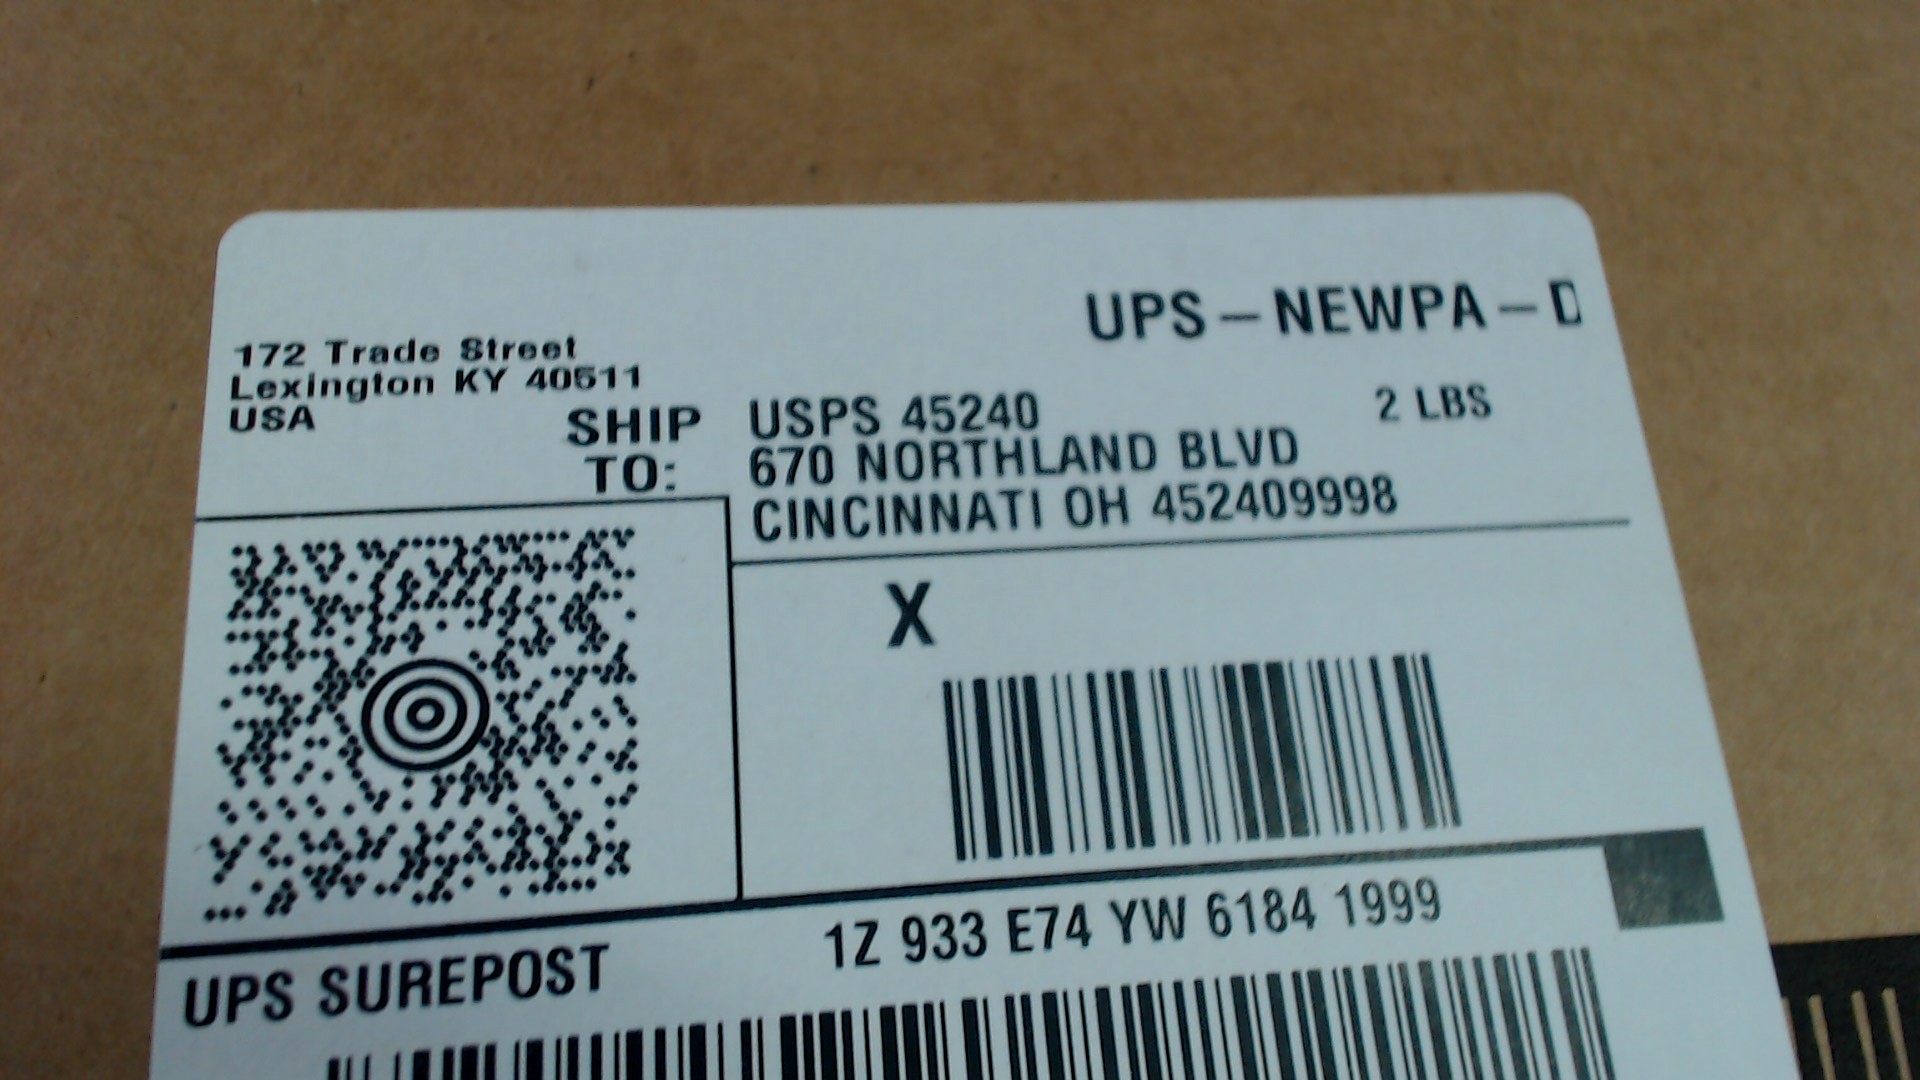 UPS - NEWPA - D
172 Trade Street
Lexington KY 40511
USA
2 LBS
SHIP
TO:
USPS 45240
670 NORTHLAND BLVD
CINCINNATI OH 452409998
X
1Z 933 E74 YW 6184 1999
UPS SUREPOST